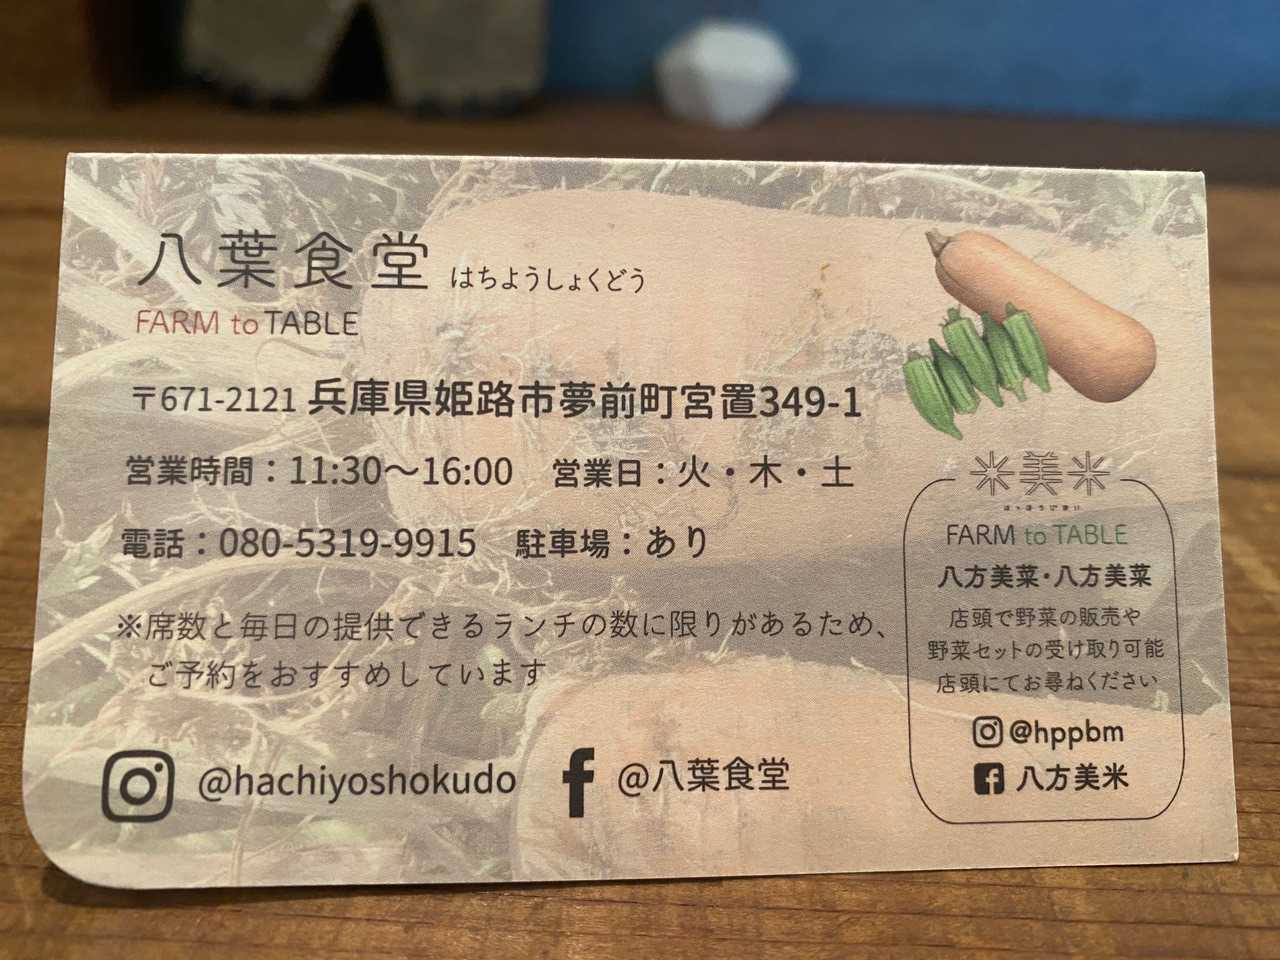 八葉食堂 はちようしょくどう
FARM to TABLE
〒671-2121 兵庫県姫路市夢前町宮置349-1
営業時間：11:30〜16:00 営業日：火・木・土
電話：080-5319-9915 駐車場：あり
※席数と毎日の提供できるランチの数に限りがあるため、
ご予約をおすすめしています
@hachiyoshokudo @八葉食堂
米美米
はっぽうびまい
FARM to TABLE
八方美菜・八方美菜
店頭で野菜の販売や
野菜セットの受け取り可能
店頭にてお尋ねください
@hppbm
八方美米